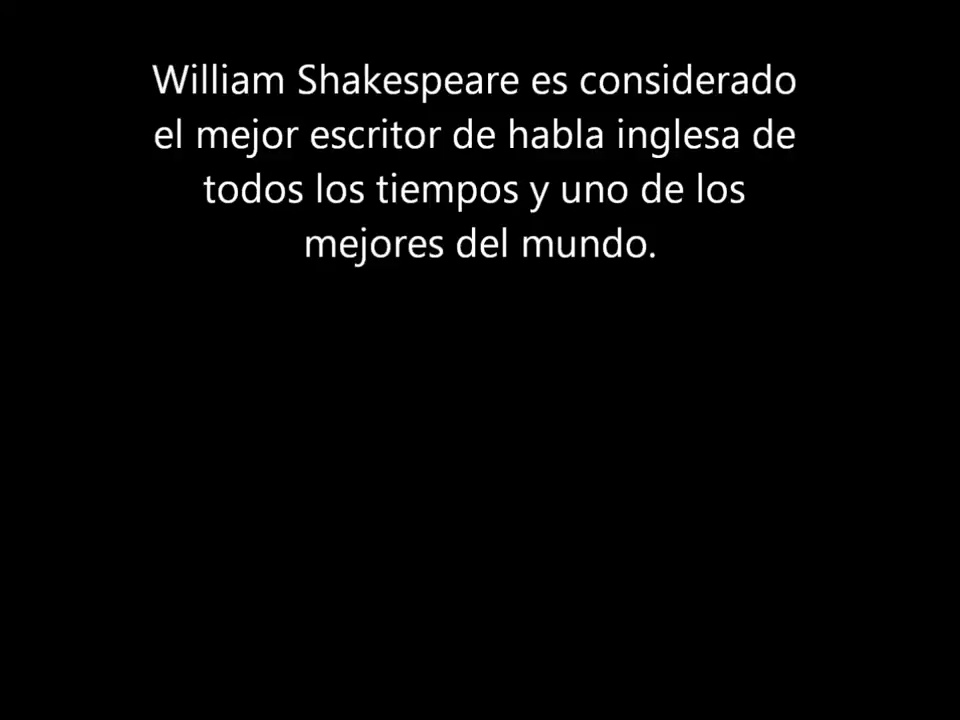 William Shakespeare es considerado
el mejor escritor de habla inglesa de
todos los tiempos y uno de los
mejores del mundo.